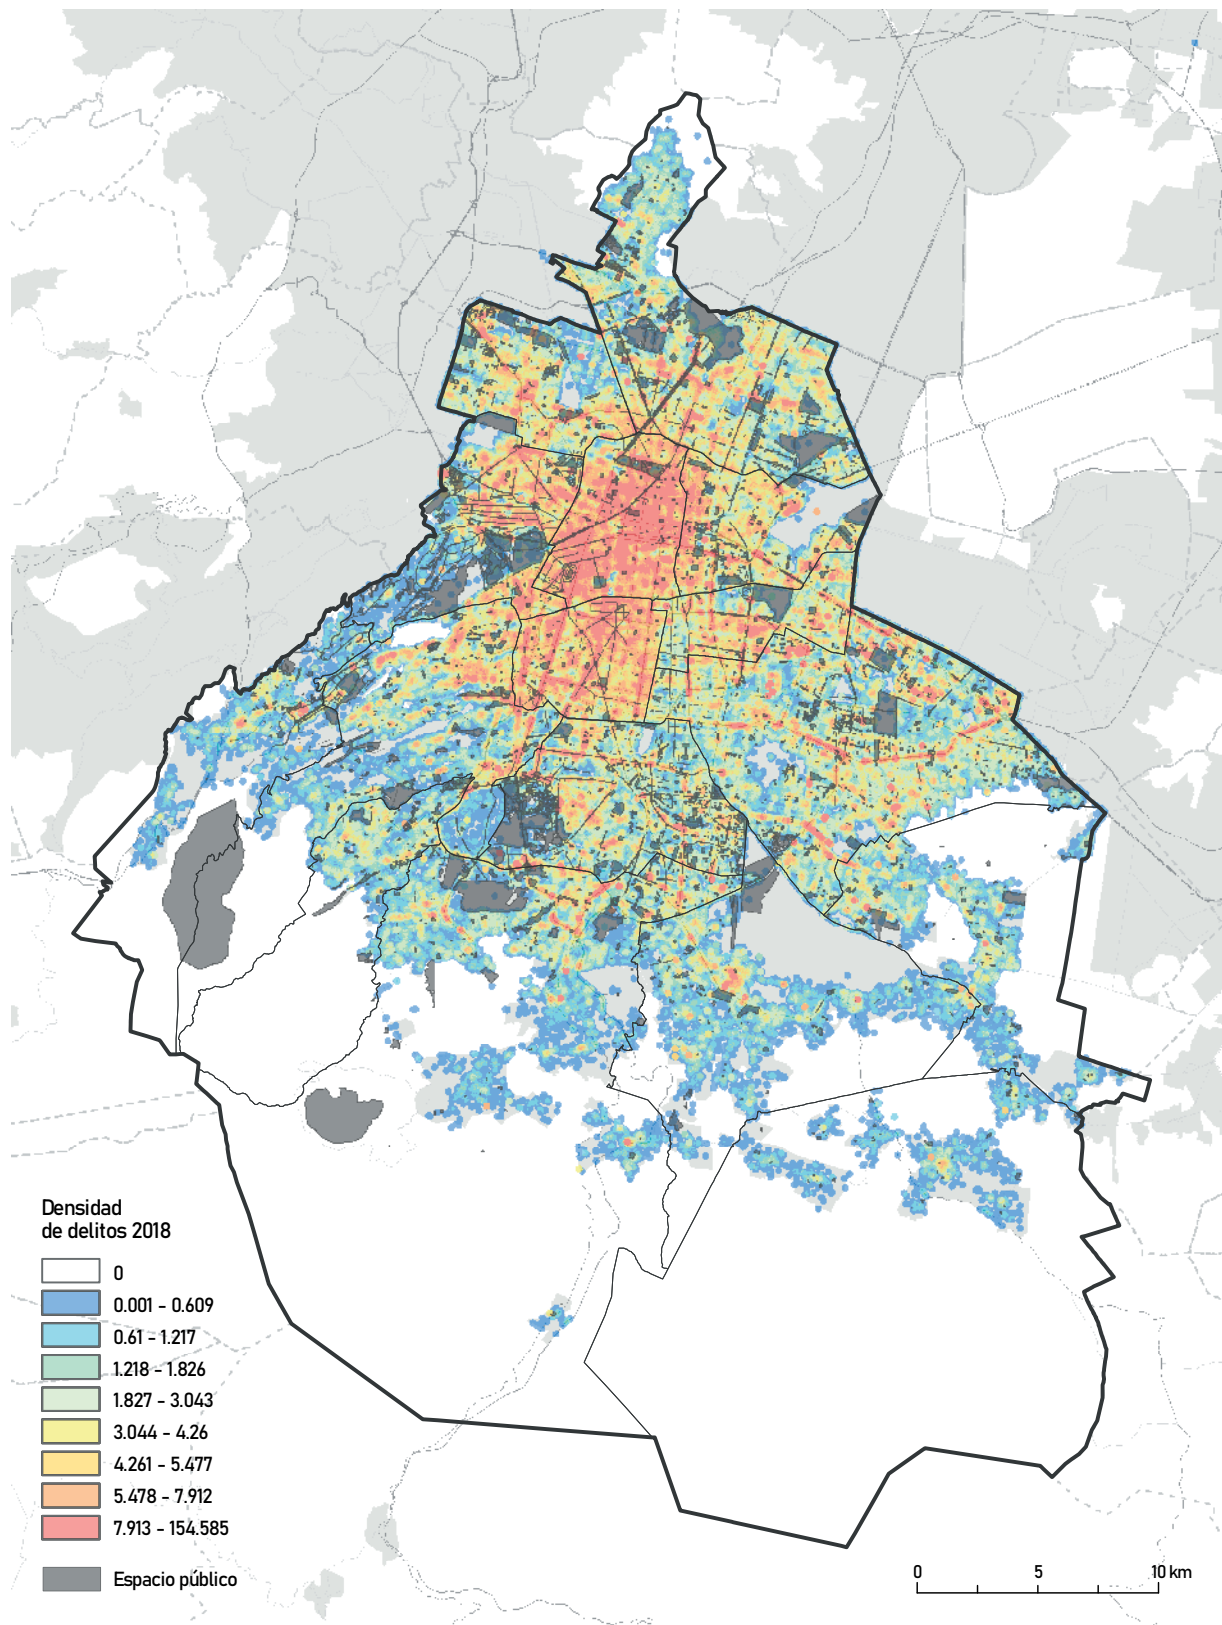 Densidad
de delitos 2018
0
0.001 - 0.609
0.61 - 1.217
1.218 - 1.826
1.827 - 3.043
3.044 - 4.26
4.261 - 5.477
5.478 - 7.912
7.913 - 154.585
Espacio público
0 5 10 km